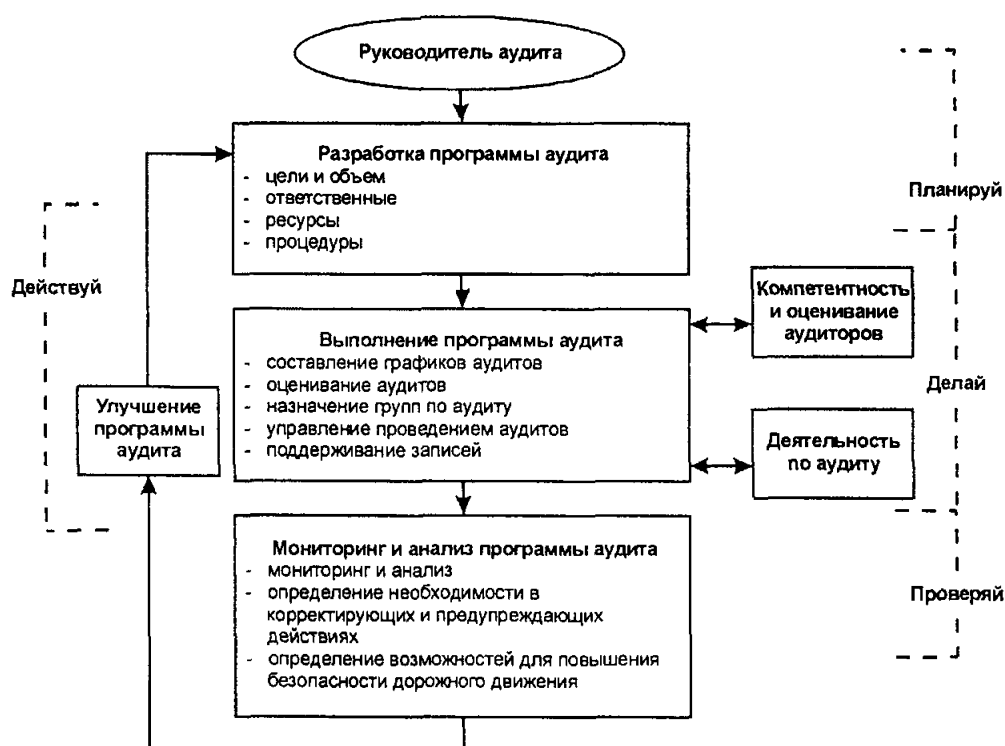 Руководитель аудита
Разработка программы аудита
- цели и объем
- ответственные
- ресурсы
- процедуры
Планируй
Действуй
Компетентность
и оценивание
аудиторов
Выполнение программы аудита
- составление графиков аудитов
- оценивание аудитов
- назначение групп по аудиту
- управление проведением аудитов
- поддерживание записей
Делай
Улучшение
программы
аудита
Деятельность
по аудиту
Мониторинг и анализ программы аудита
- мониторинг и анализ
- определение необходимости в
корректирующих и предупреждающих
действиях
- определение возможностей для повышения
безопасности дорожного движения
Проверяй